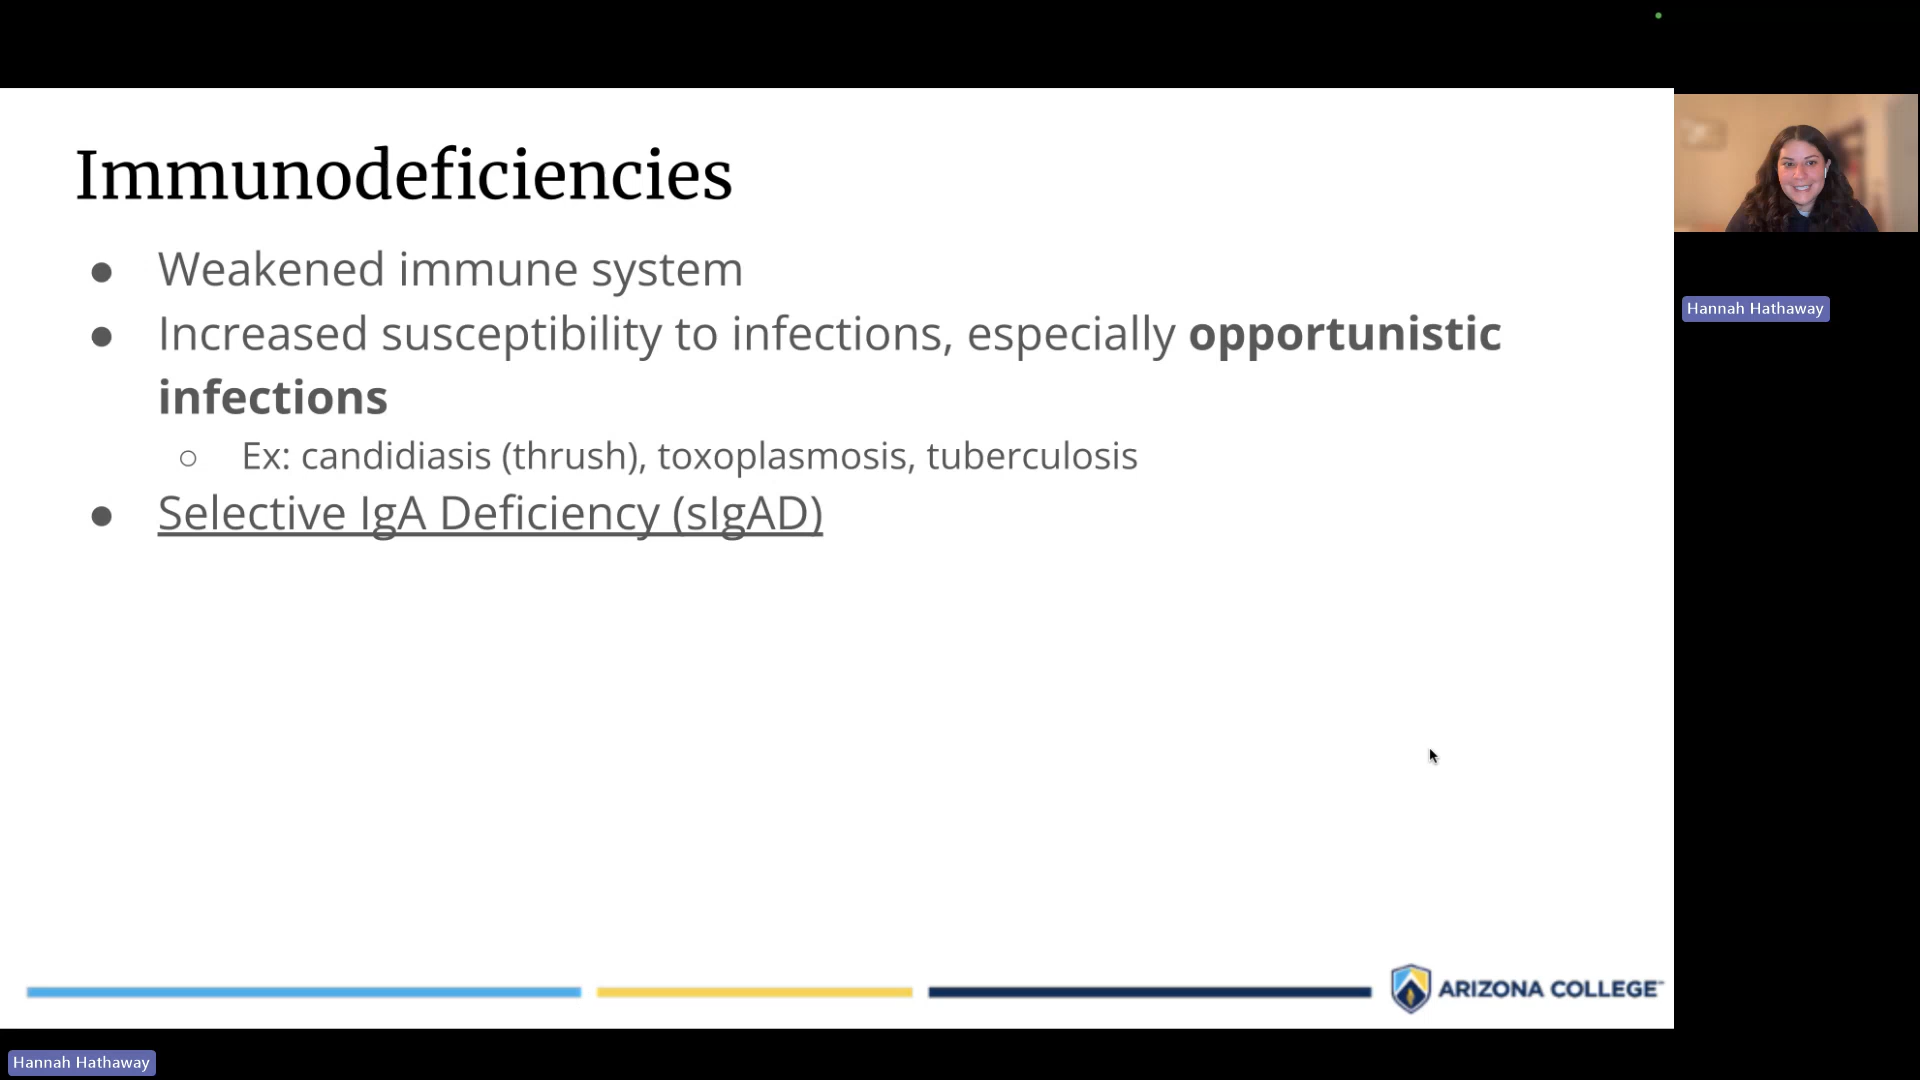 Immunodeficiencies
● Weakened immune system
● Increased susceptibility to infections, especially opportunistic
infections
○ Ex: candidiasis (thrush), toxoplasmosis, tuberculosis
● Selective IgA Deficiency (sIgAD)
Hannah Hathaway
ARIZONA COLLEGE
Hannah Hathaway